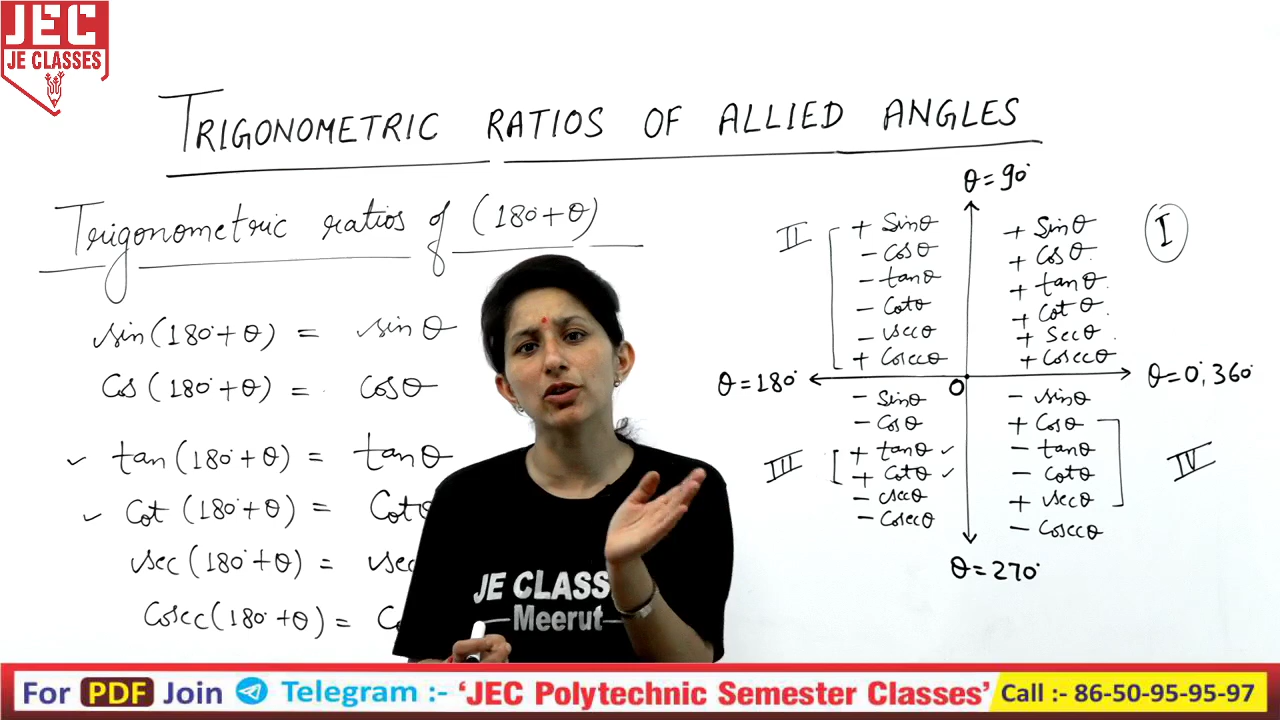 JEC
JE CLASSES
TRIGONOMETRIC RATIOS OF ALLIED ANGLES
Trigonometric ratios of (180°+θ)
sin(180°+θ) = sinθ
Cos(180°+θ) = cosθ
✓ tan(180°+θ) = tanθ
✓ Cot(180°+θ) =
sec(180°+θ) =
Cosec(180°+θ) =
θ=90°
II
+ Sinθ
- Cosθ
- tanθ
- Cotθ
- secθ
+ Cosecθ
I
+ Sinθ
+ Cosθ
+ tanθ
+ Cotθ
+ Secθ
+ Cosecθ
θ=180°
O
θ=0°,360°
III
- Sinθ
- Cosθ
+ tanθ ✓
+ Cotθ ✓
- secθ
- Cosecθ
IV
- sinθ
+ Cosθ
- tanθ
- Cotθ
+ secθ
- Cosecθ
θ=270°
JE CLASS
Meerut
For PDF Join Telegram :- 'JEC Polytechnic Semester Classes'
Call :- 86-50-95-95-97